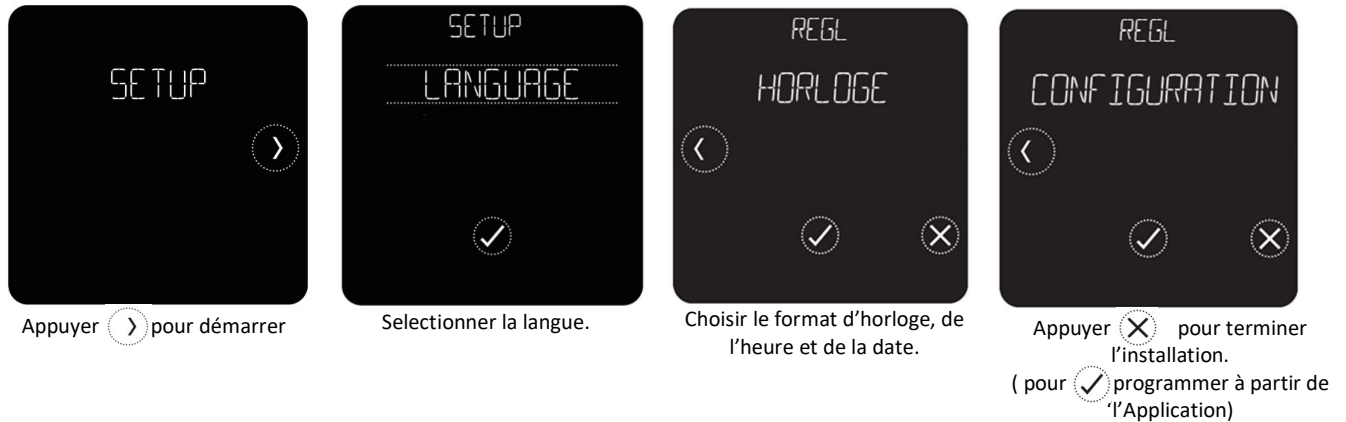 SETUP
Appuyer pour démarrer
SETUP
LANGUAGE
Selectionner la langue.
REGL
HORLOGE
Choisir le format d’horloge, de
l’heure et de la date.
REGL
CONFIGURATION
Appuyer pour terminer
l’installation.
( pour programmer à partir de
‘l’Application)